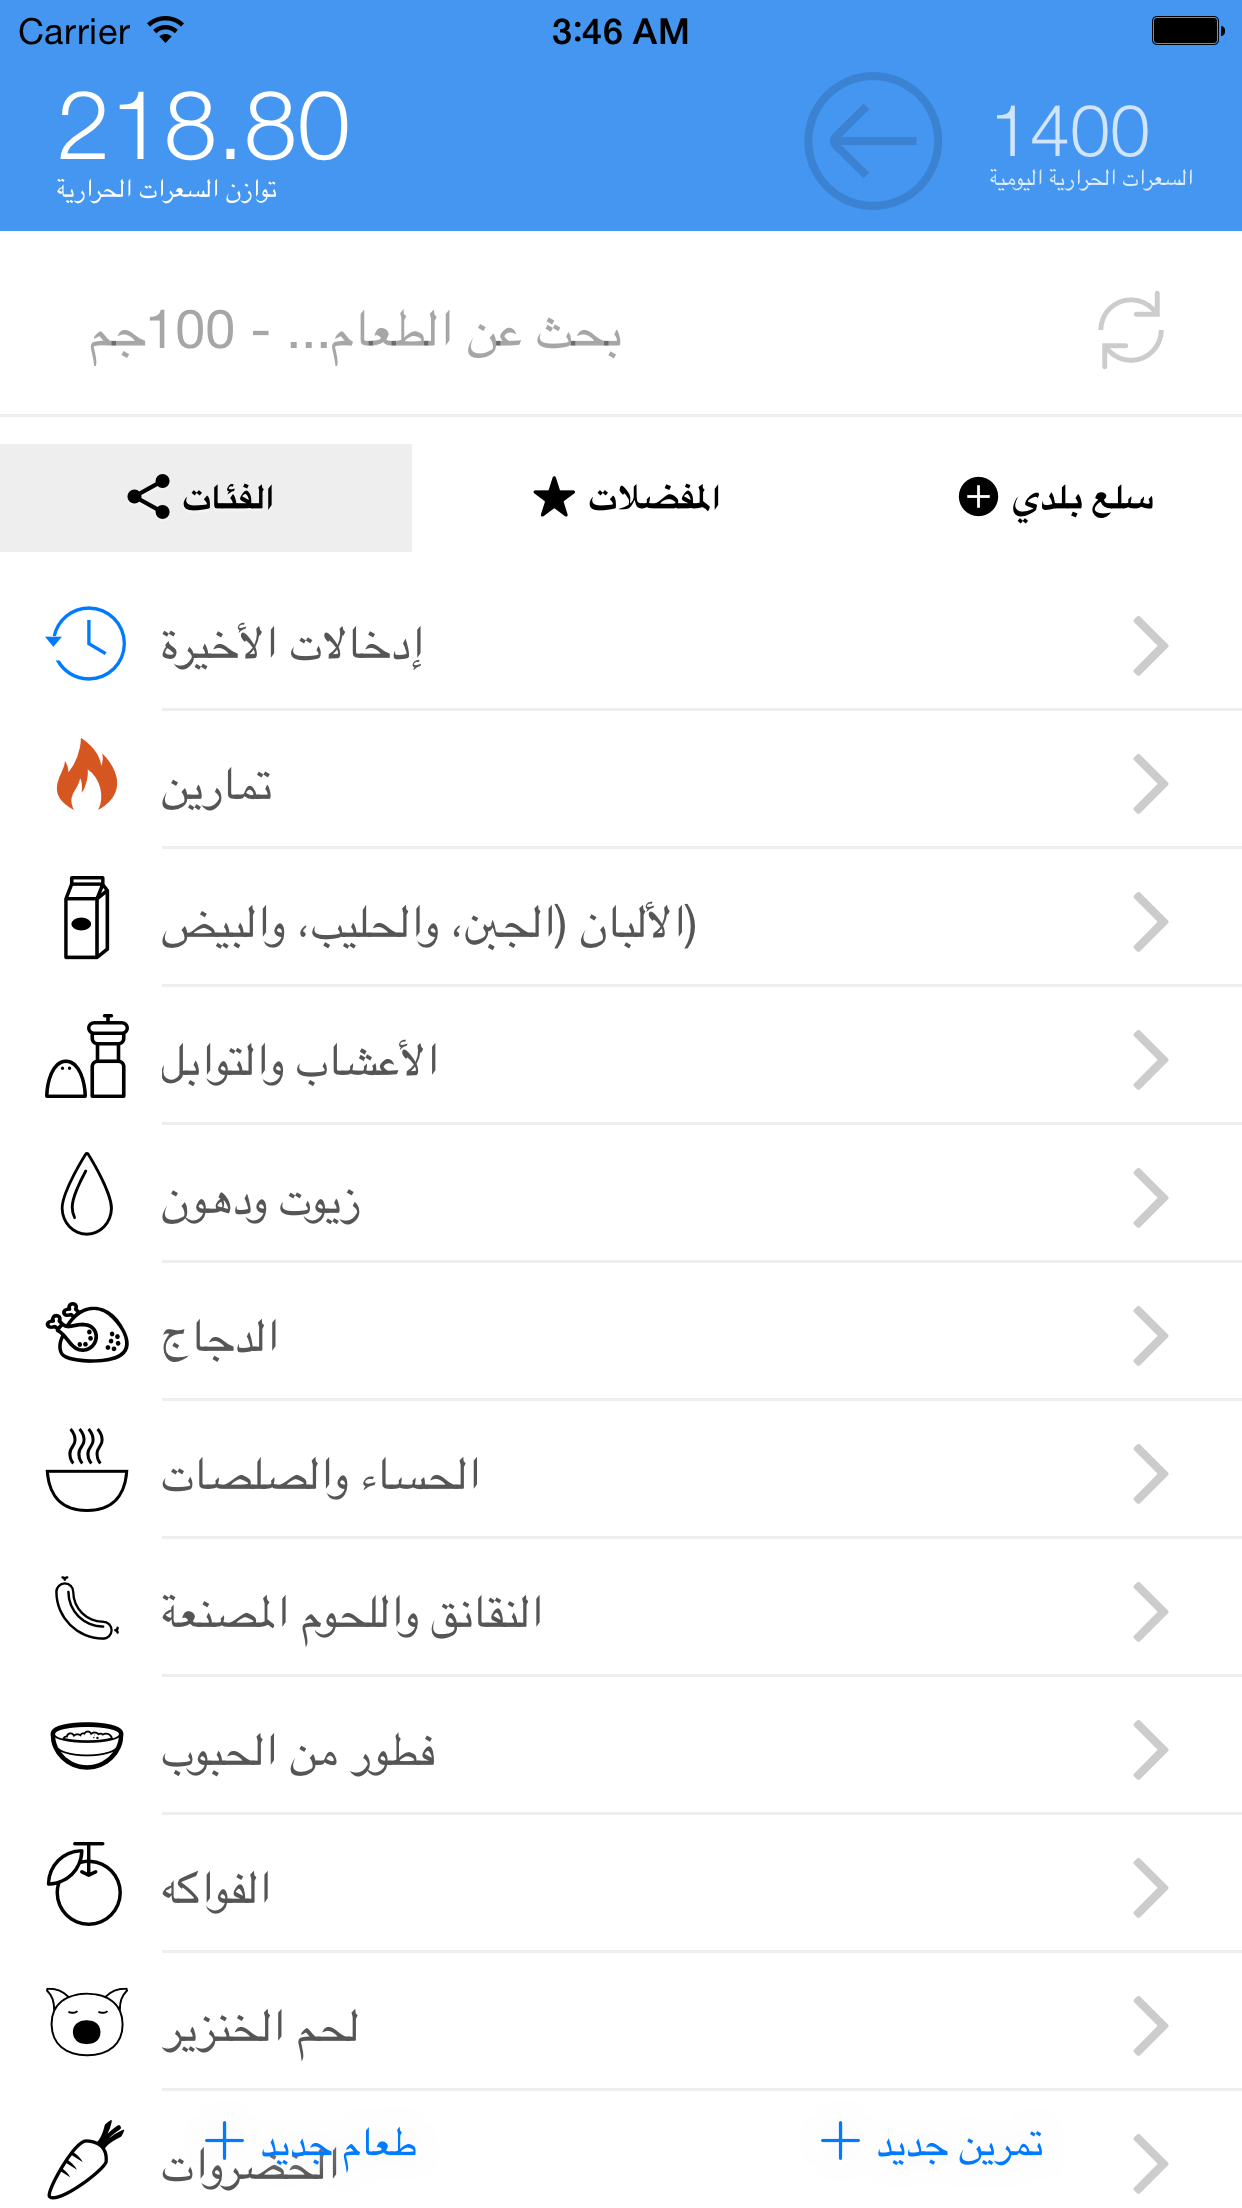 Carrier
3:46 AM
218.80
توازن السعرات الحرارية
1400
السعرات الحرارية اليومية
بحث عن الطعام... - 100جم
الفئات
المفضلات
سلع بلدي
إدخالات الأخيرة
تمارين
(الألبان (الجبن، والحليب، والبيض
الأعشاب والتوابل
زيوت ودهون
الدجاج
الحساء والصلصات
النقانق واللحوم المصنعة
فطور من الحبوب
الفواكه
لحم الخنزير
الخضروات
+ طعام جديد
+ تمرين جديد